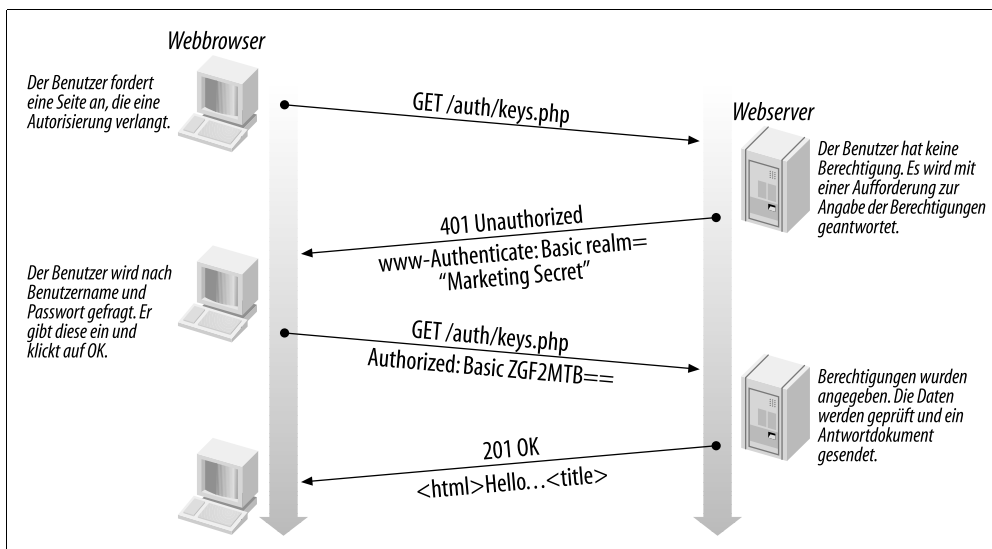 Webbrowser
Der Benutzer fordert
eine Seite an, die eine
Autorisierung verlangt.
GET /auth/keys.php
Webserver
Der Benutzer hat keine
Berechtigung. Es wird mit
einer Aufforderung zur
Angabe der Berechtigungen
geantwortet.
401 Unauthorized
www-Authenticate: Basic realm=
“Marketing Secret”
Der Benutzer wird nach
Benutzername und
Passwort gefragt. Er
gibt diese ein und
klickt auf OK.
GET /auth/keys.php
Authorized: Basic ZGF2MTB==
Berechtigungen wurden
angegeben. Die Daten
werden geprüft und ein
Antwortdokument
gesendet.
201 OK
<html>Hello…<title>